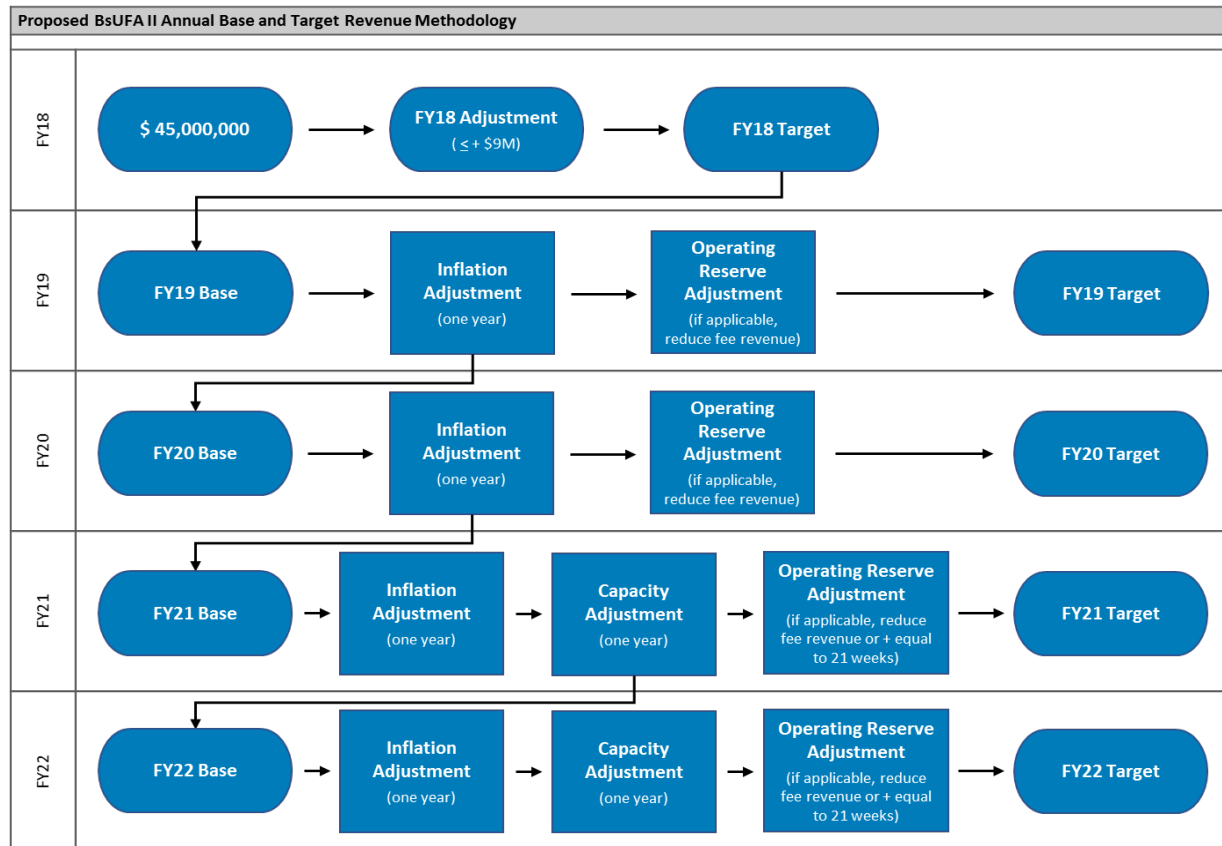 Proposed BsUFA II Annual Base and Target Revenue Methodology
FY18
$ 45,000,000
FY18 Adjustment
( ≤ + $9M)
FY18 Target
FY19
FY19 Base
Inflation
Adjustment
(one year)
Operating
Reserve
Adjustment
(if applicable,
reduce fee revenue)
FY19 Target
FY20
FY20 Base
Inflation
Adjustment
(one year)
Operating
Reserve
Adjustment
(if applicable,
reduce fee revenue)
FY20 Target
FY21
FY21 Base
Inflation
Adjustment
(one year)
Capacity
Adjustment
(one year)
Operating Reserve
Adjustment
(if applicable, reduce
fee revenue or + equal
to 21 weeks)
FY21 Target
FY22
FY22 Base
Inflation
Adjustment
(one year)
Capacity
Adjustment
(one year)
Operating Reserve
Adjustment
(if applicable, reduce
fee revenue or + equal
to 21 weeks)
FY22 Target